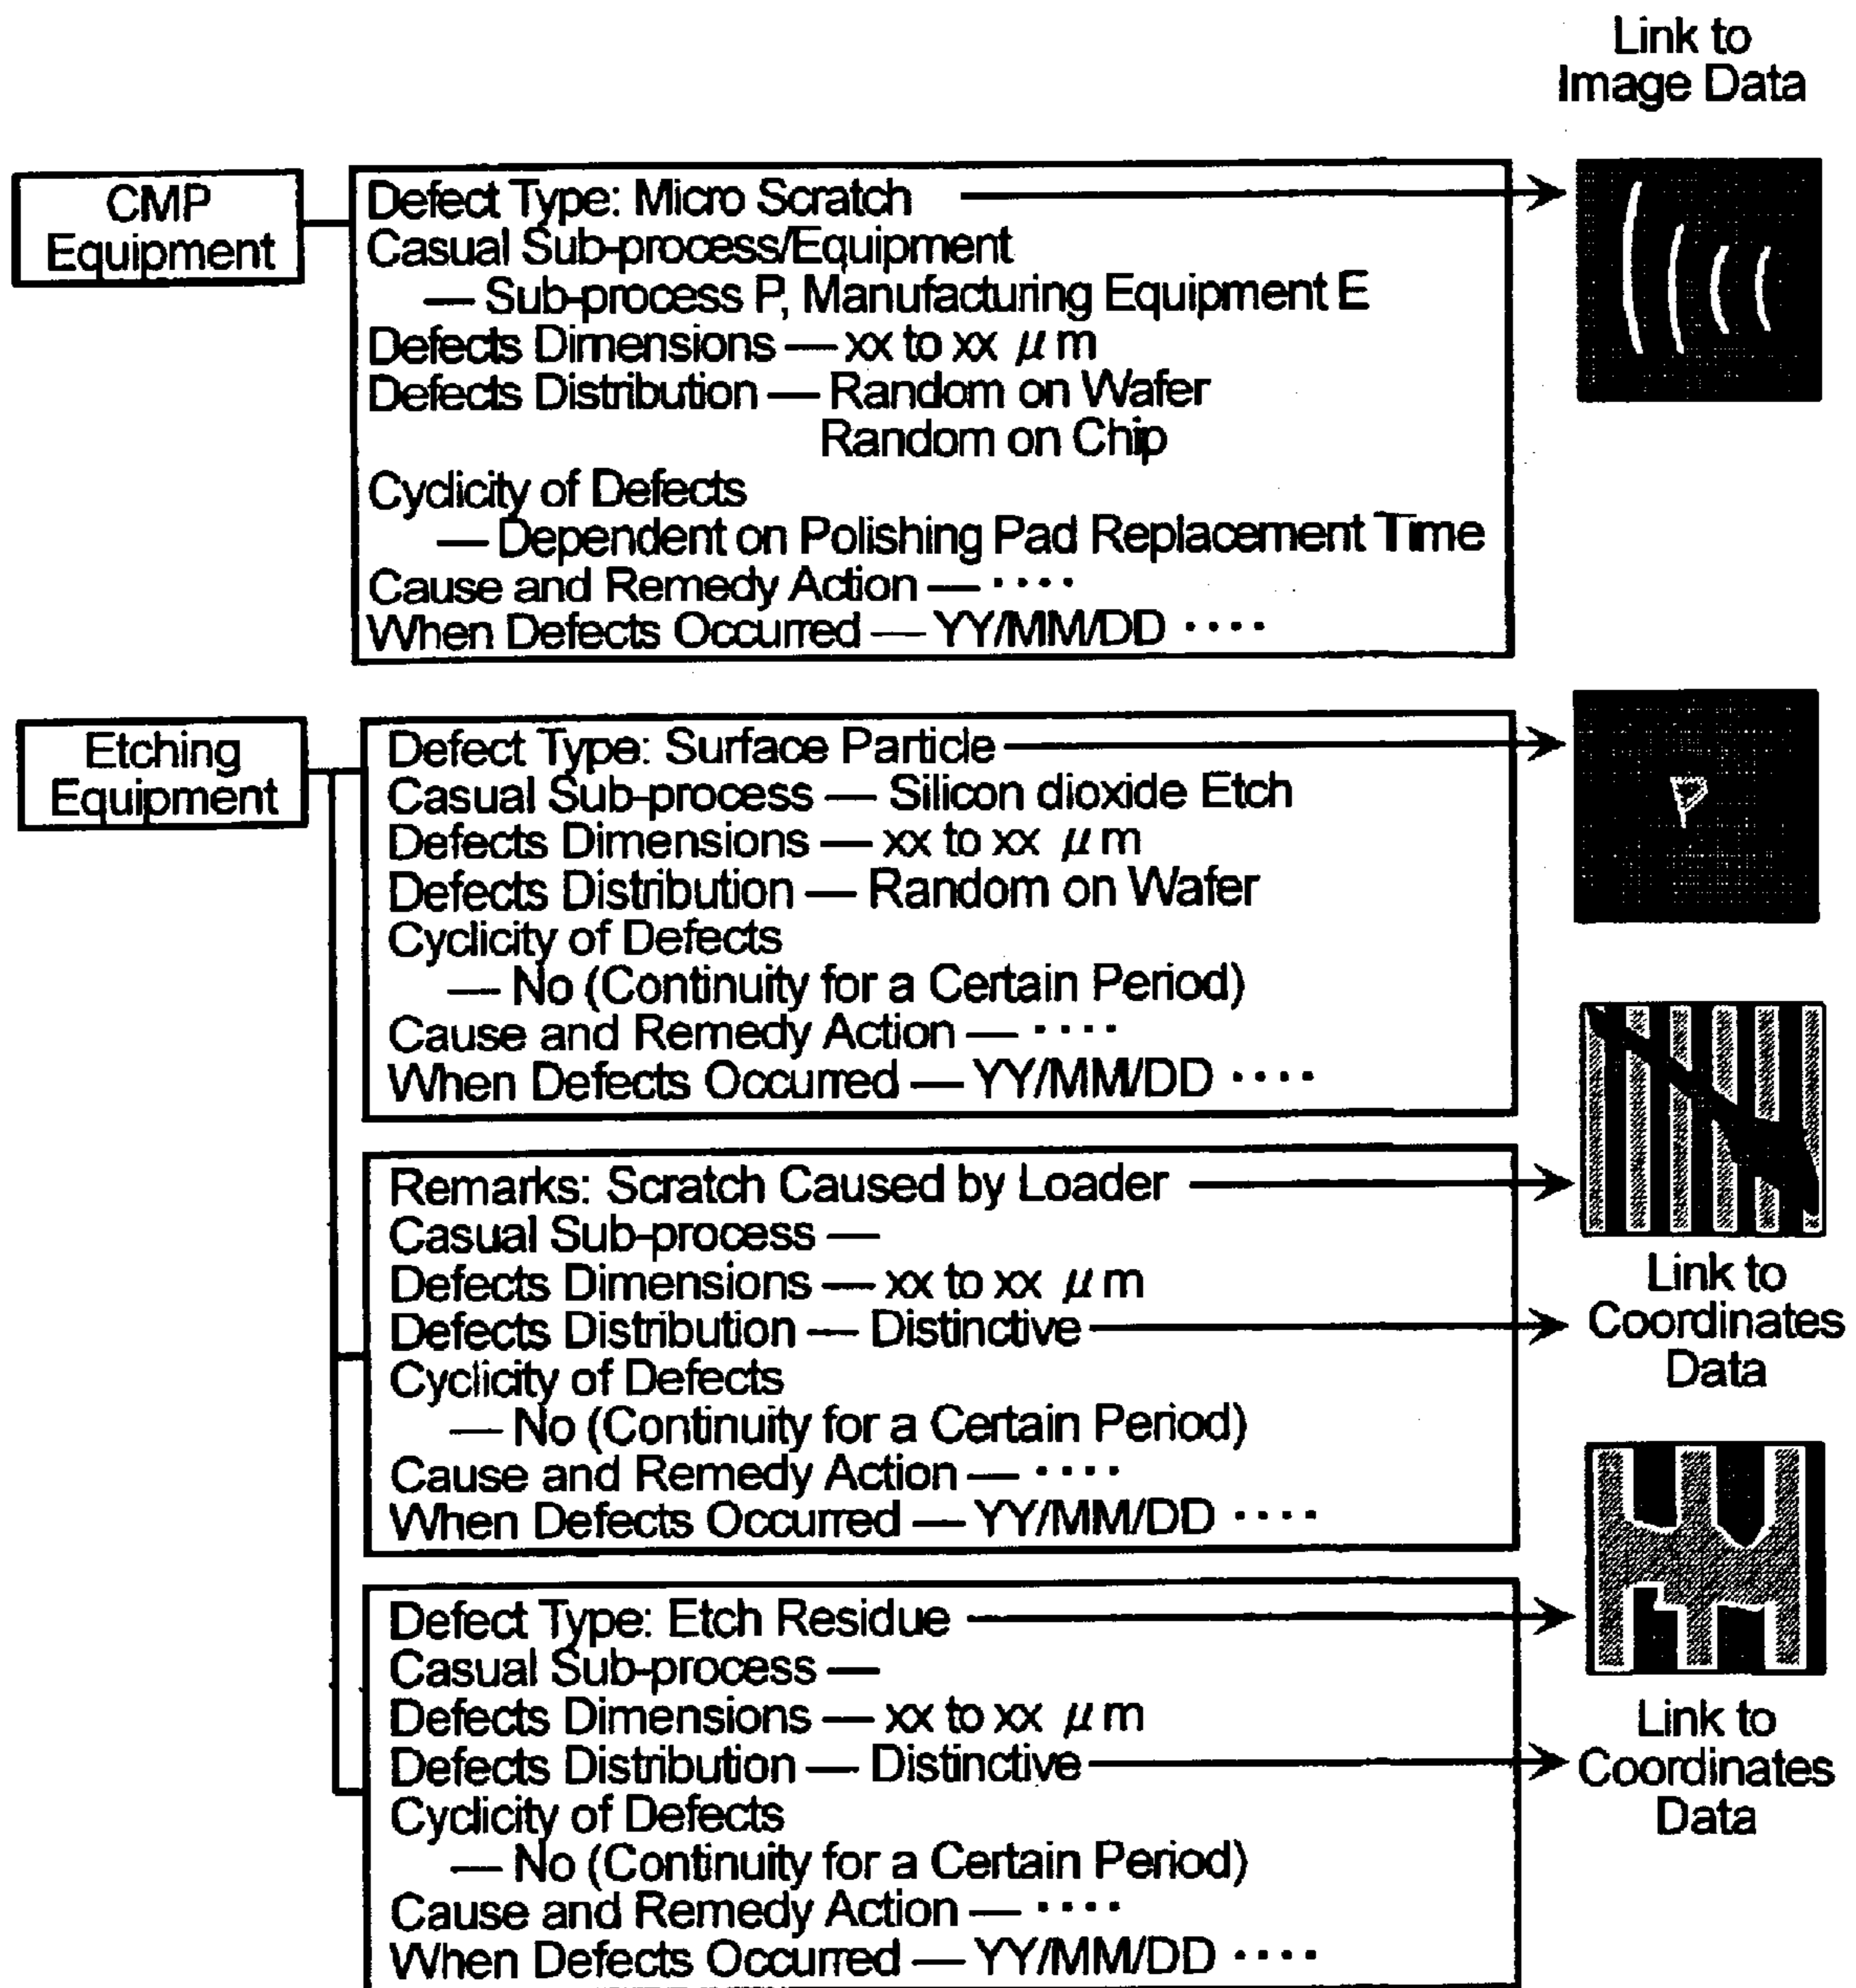 Link to
Image Data
CMP
Equipment
Defect Type: Micro Scratch
Casual Sub-process/Equipment
— Sub-process P, Manufacturing Equipment E
Defects Dimensions — xx to xx μm
Defects Distribution — Random on Wafer
Random on Chip
Cyclicity of Defects
— Dependent on Polishing Pad Replacement Time
Cause and Remedy Action — ····
When Defects Occurred — YY/MM/DD ····
Etching
Equipment
Defect Type: Surface Particle
Casual Sub-process — Silicon dioxide Etch
Defects Dimensions — xx to xx μm
Defects Distribution — Random on Wafer
Cyclicity of Defects
— No (Continuity for a Certain Period)
Cause and Remedy Action — ····
When Defects Occurred — YY/MM/DD ····
Remarks: Scratch Caused by Loader
Casual Sub-process —
Defects Dimensions — xx to xx μm
Defects Distribution — Distinctive
Cyclicity of Defects
— No (Continuity for a Certain Period)
Cause and Remedy Action — ····
When Defects Occurred — YY/MM/DD ····
Link to
Coordinates
Data
Defect Type: Etch Residue
Casual Sub-process —
Defects Dimensions — xx to xx μm
Defects Distribution — Distinctive
Cyclicity of Defects
— No (Continuity for a Certain Period)
Cause and Remedy Action — ····
When Defects Occurred — YY/MM/DD ····
Link to
Coordinates
Data